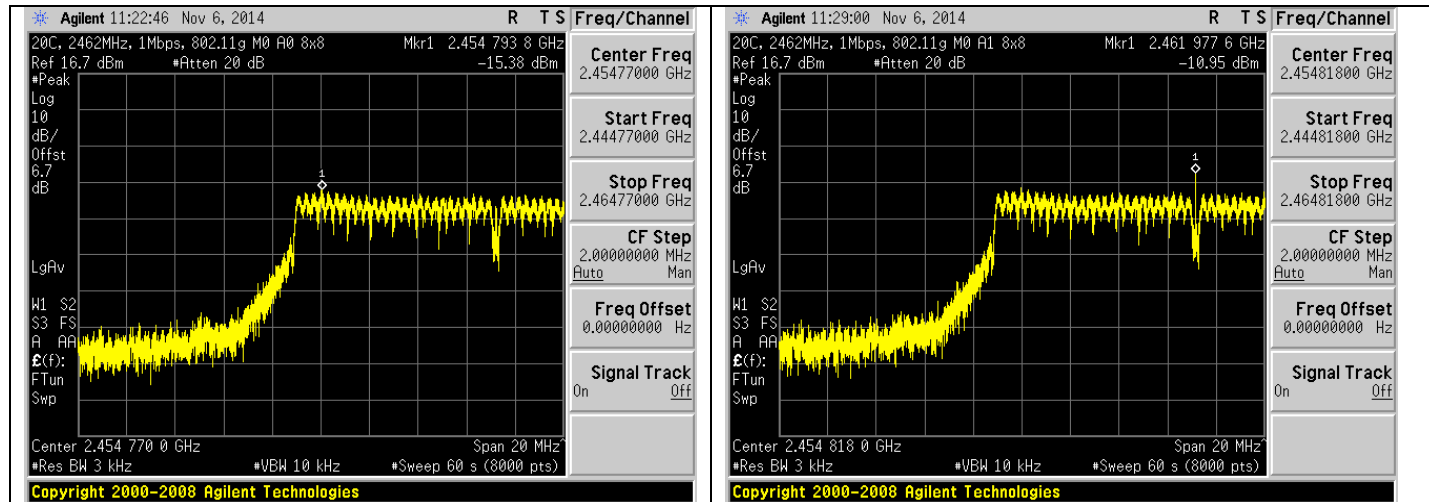 Agilent 11:22:46 Nov 6, 2014 R T S Freq/Channel
20C, 2462MHz, 1Mbps, 802.11g M0 A0 8x8 Mkr1 2.454 793 8 GHz
Ref 16.7 dBm #Atten 20 dB -15.38 dBm
#Peak
Log
10
dB/
Offst
6.7
dB
1
LgAv
W1 S2
S3 FS
A AA
£(f):
FTun
Swp
Center 2.454 770 0 GHz Span 20 MHz^
#Res BW 3 kHz #VBW 10 kHz #Sweep 60 s (8000 pts)
Center Freq
2.45477000 GHz
Start Freq
2.44477000 GHz
Stop Freq
2.46477000 GHz
CF Step
2.00000000 MHz
Auto Man
Freq Offset
0.00000000 Hz
Signal Track
On Off
Copyright 2000-2008 Agilent Technologies
Agilent 11:29:00 Nov 6, 2014 R T S Freq/Channel
20C, 2462MHz, 1Mbps, 802.11g M0 A1 8x8 Mkr1 2.461 977 6 GHz
Ref 16.7 dBm #Atten 20 dB -10.95 dBm
#Peak
Log
10
dB/
Offst
6.7
dB
1
LgAv
W1 S2
S3 FS
A AA
£(f):
FTun
Swp
Center 2.454 818 0 GHz Span 20 MHz^
#Res BW 3 kHz #VBW 10 kHz #Sweep 60 s (8000 pts)
Center Freq
2.45481800 GHz
Start Freq
2.44481800 GHz
Stop Freq
2.46481800 GHz
CF Step
2.00000000 MHz
Auto Man
Freq Offset
0.00000000 Hz
Signal Track
On Off
Copyright 2000-2008 Agilent Technologies